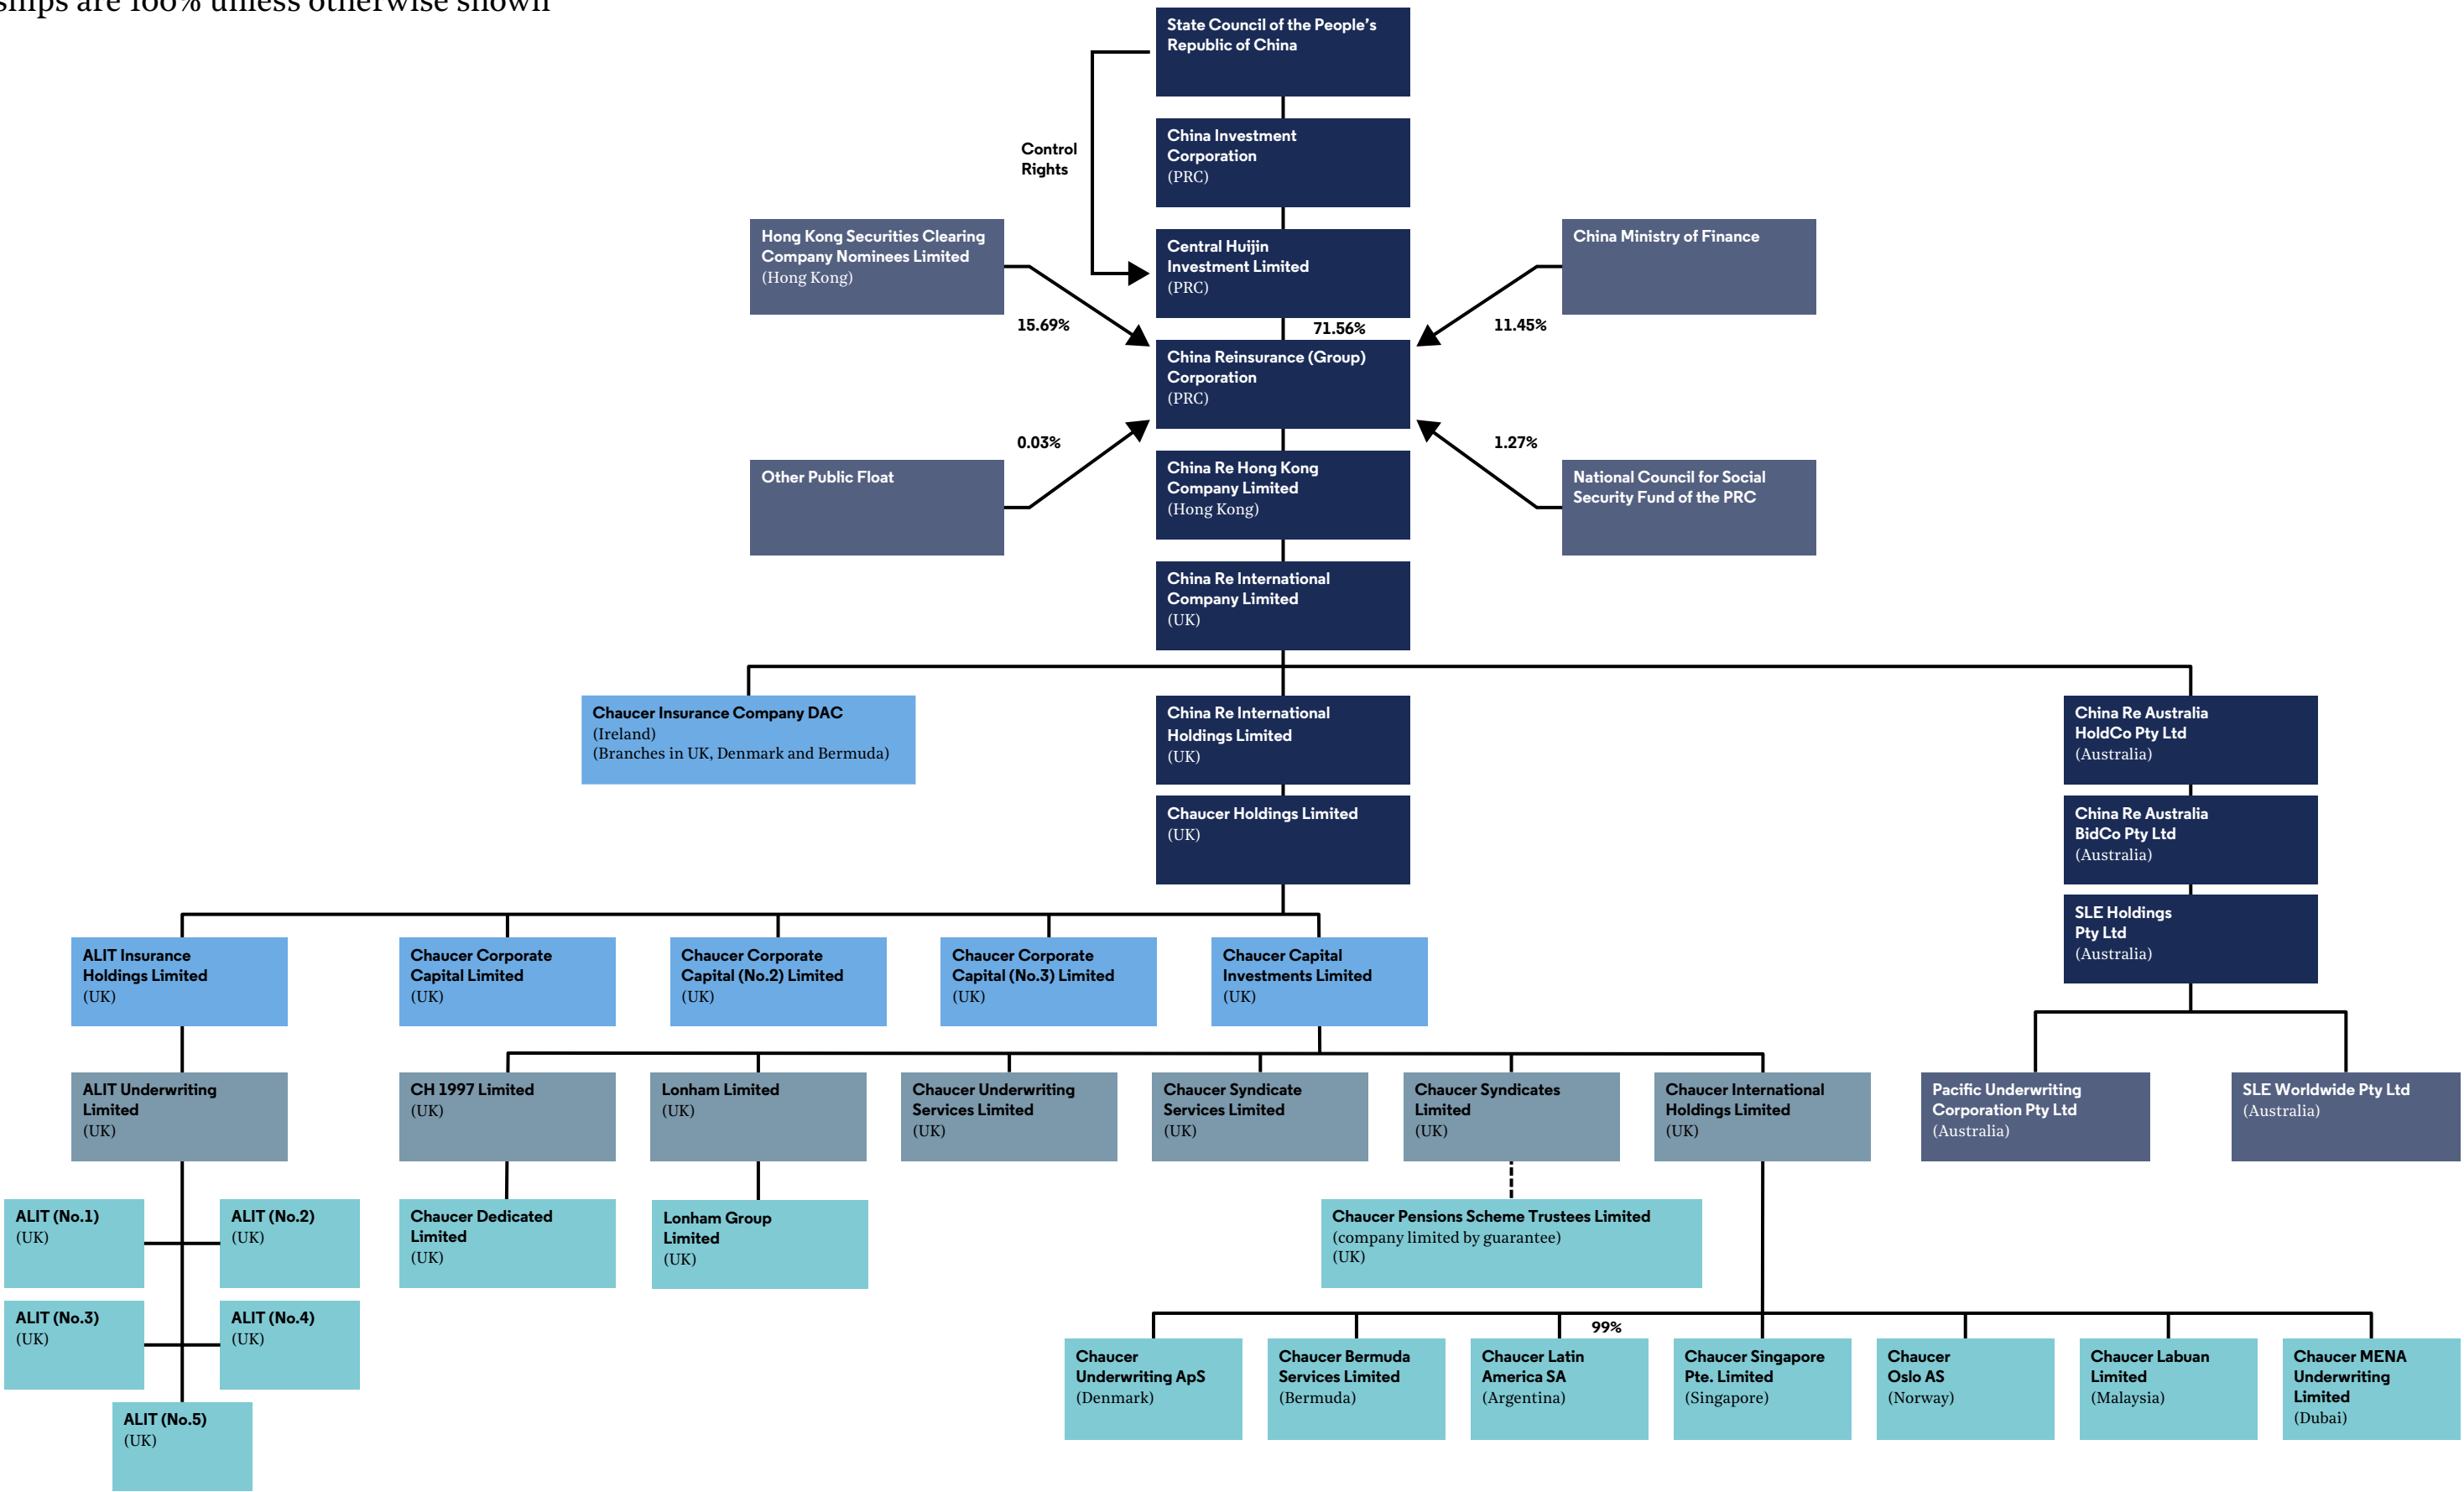 ships are 100% unless otherwise shown
State Council of the People’s
Republic of China
China Investment
Corporation
(PRC)
Control
Rights
Hong Kong Securities Clearing
Company Nominees Limited
(Hong Kong)
Central Huijin
Investment Limited
(PRC)
China Ministry of Finance
15.69%
71.56%
11.45%
China Reinsurance (Group)
Corporation
(PRC)
0.03%
1.27%
Other Public Float
China Re Hong Kong
Company Limited
(Hong Kong)
National Council for Social
Security Fund of the PRC
China Re International
Company Limited
(UK)
Chaucer Insurance Company DAC
(Ireland)
(Branches in UK, Denmark and Bermuda)
China Re International
Holdings Limited
(UK)
China Re Australia
HoldCo Pty Ltd
(Australia)
Chaucer Holdings Limited
(UK)
China Re Australia
BidCo Pty Ltd
(Australia)
SLE Holdings
Pty Ltd
(Australia)
ALIT Insurance
Holdings Limited
(UK)
Chaucer Corporate
Capital Limited
(UK)
Chaucer Corporate
Capital (No.2) Limited
(UK)
Chaucer Corporate
Capital (No.3) Limited
(UK)
Chaucer Capital
Investments Limited
(UK)
ALIT Underwriting
Limited
(UK)
CH 1997 Limited
(UK)
Lonham Limited
(UK)
Chaucer Underwriting
Services Limited
(UK)
Chaucer Syndicate
Services Limited
(UK)
Chaucer Syndicates
Limited
(UK)
Chaucer International
Holdings Limited
(UK)
Pacific Underwriting
Corporation Pty Ltd
(Australia)
SLE Worldwide Pty Ltd
(Australia)
ALIT (No.1)
(UK)
ALIT (No.2)
(UK)
Chaucer Dedicated
Limited
(UK)
Lonham Group
Limited
(UK)
Chaucer Pensions Scheme Trustees Limited
(company limited by guarantee)
(UK)
ALIT (No.3)
(UK)
ALIT (No.4)
(UK)
99%
Chaucer
Underwriting ApS
(Denmark)
Chaucer Bermuda
Services Limited
(Bermuda)
Chaucer Latin
America SA
(Argentina)
Chaucer Singapore
Pte. Limited
(Singapore)
Chaucer
Oslo AS
(Norway)
Chaucer Labuan
Limited
(Malaysia)
Chaucer MENA
Underwriting
Limited
(Dubai)
ALIT (No.5)
(UK)